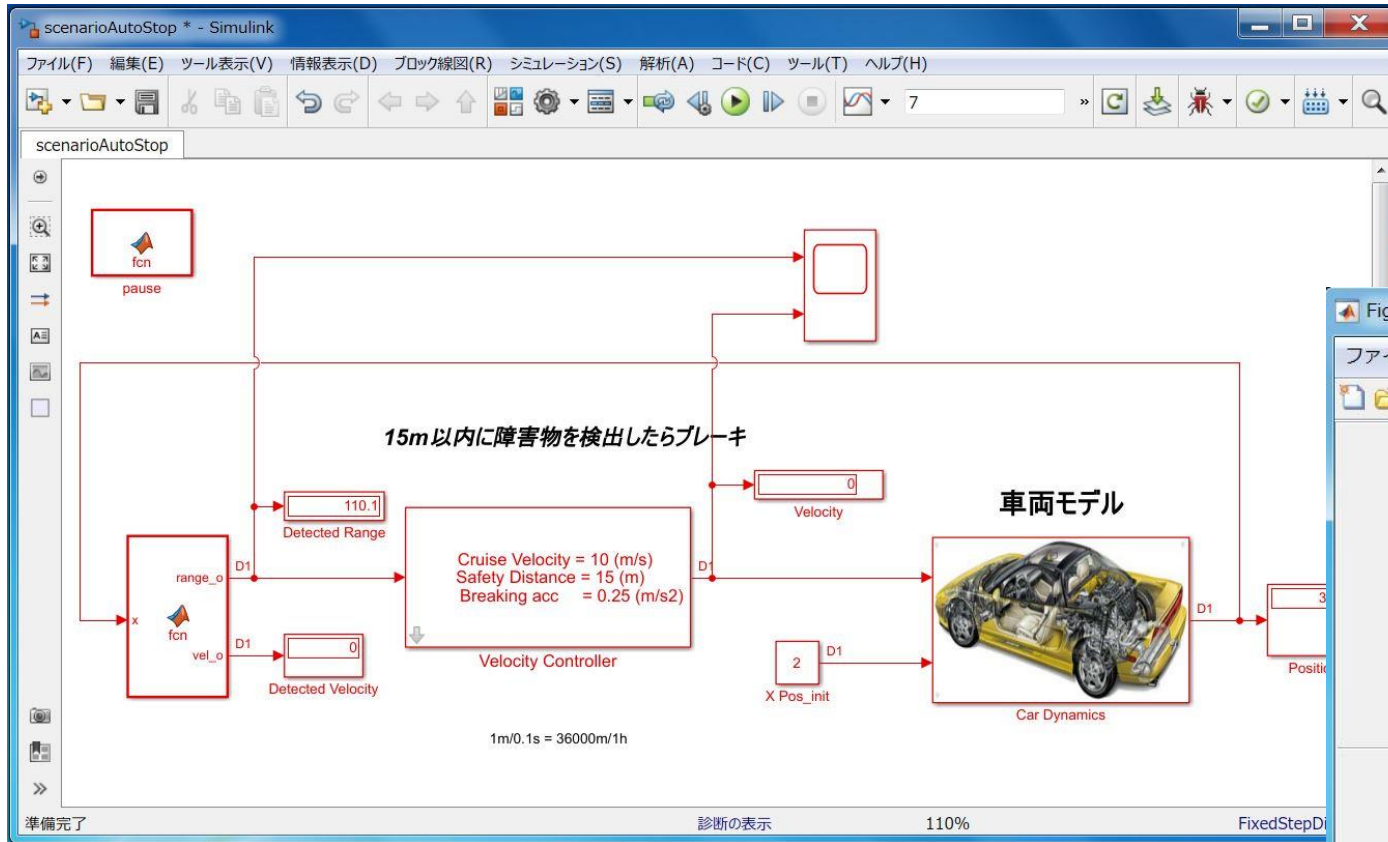 scenarioAutoStop * - Simulink
ファイル(F) 編集(E) ツール表示(V) 情報表示(D) ブロック線図(R) シミュレーション(S) 解析(A) コード(C) ツール(T) ヘルプ(H)
7
»
scenarioAutoStop
fcn
pause
15m以内に障害物を検出したらブレーキ
110.1
Detected Range
0
Velocity
車両モデル
Cruise Velocity = 10 (m/s)
Safety Distance = 15 (m)
Breaking acc = 0.25 (m/s2)
Velocity Controller
x
range_o
fcn
vel_o
D1
D1
0
Detected Velocity
D1
2
D1
X Pos_init
Car Dynamics
D1
3
Positio
1m/0.1s = 36000m/1h
準備完了
診断の表示
110%
FixedStepDi
Fig
ファイ